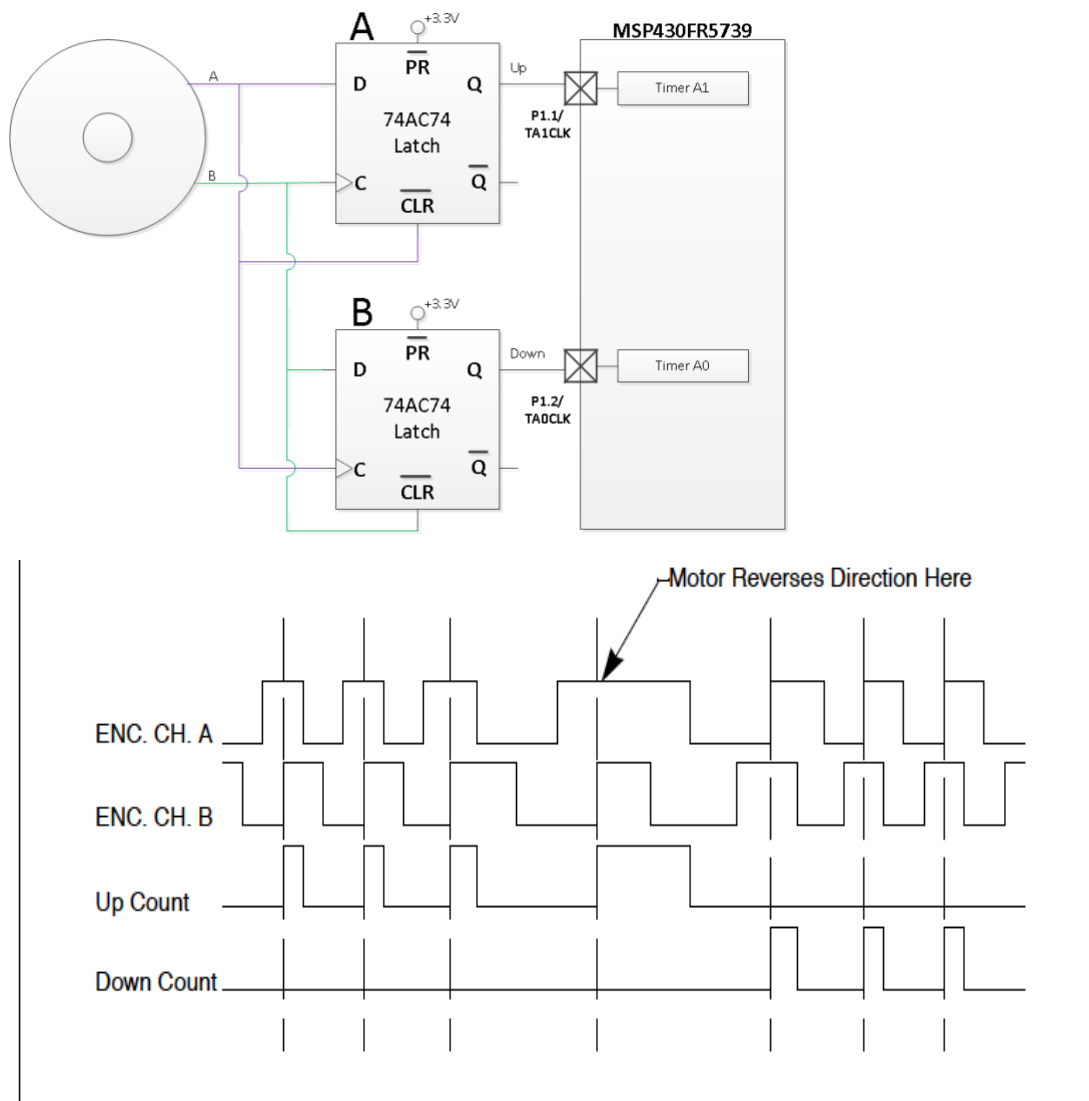 A
+3.3V
MSP430FR5739
PR
A
D
Q
Up
Timer A1
74AC74
Latch
P1.1/
TA1CLK
B
C
Q
CLR
B
+3.3V
PR
D
Q
Down
Timer A0
74AC74
Latch
P1.2/
TA0CLK
C
Q
CLR
Motor Reverses Direction Here
ENC. CH. A
ENC. CH. B
Up Count
Down Count